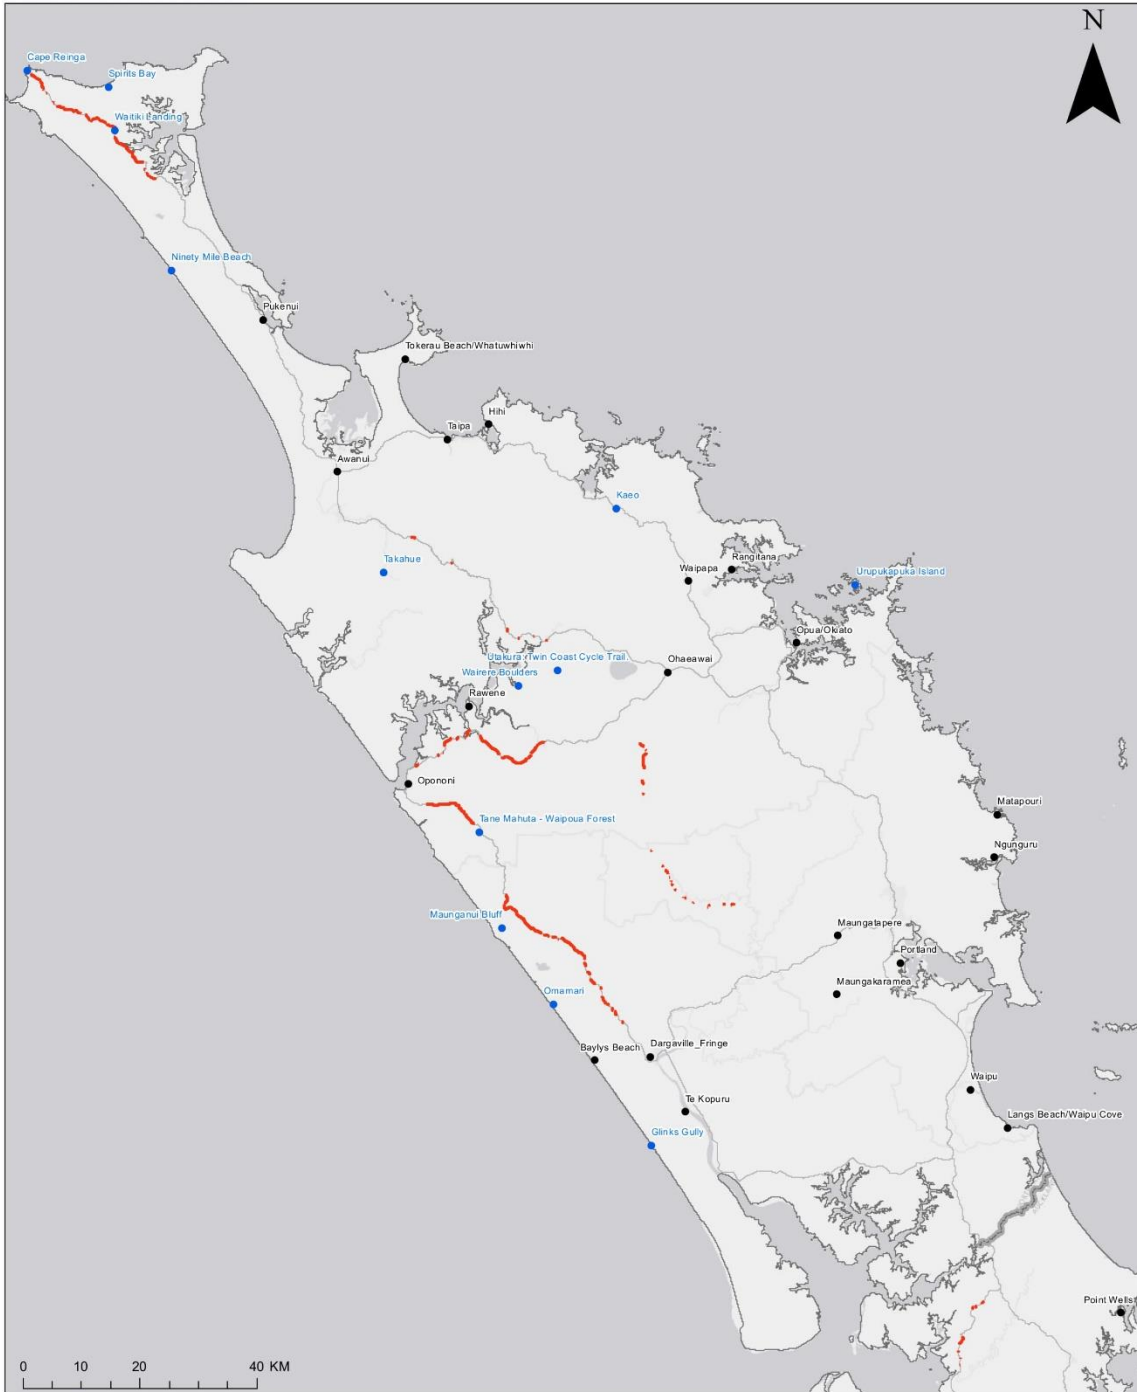 N
Cape Reinga
Spirits Bay
Waitiki Landing
Ninety Mile Beach
Pukenui
Tokerau Beach/Whatuwhiwhi
Hihi
Taipa
Awanui
Kaeo
Takahue
Rangitana
Waipapa
Urupukapuka Island
Opua/Okiato
Utakura, Twin Coast Cycle Trail.
Ohaeawai
Wairere Boulders
Rawene
Opononi
Matapouri
Tane Mahuta - Waipoua Forest
Ngunguru
Maunganui Bluff
Maungatapere
Portland
Maungakaramea
Omamari
Baylys Beach
Dargaville_Fringe
Waipu
Te Kopuru
Langs Beach/Waipu Cove
Glinks Gully
Point Wells
0 10 20 40 KM